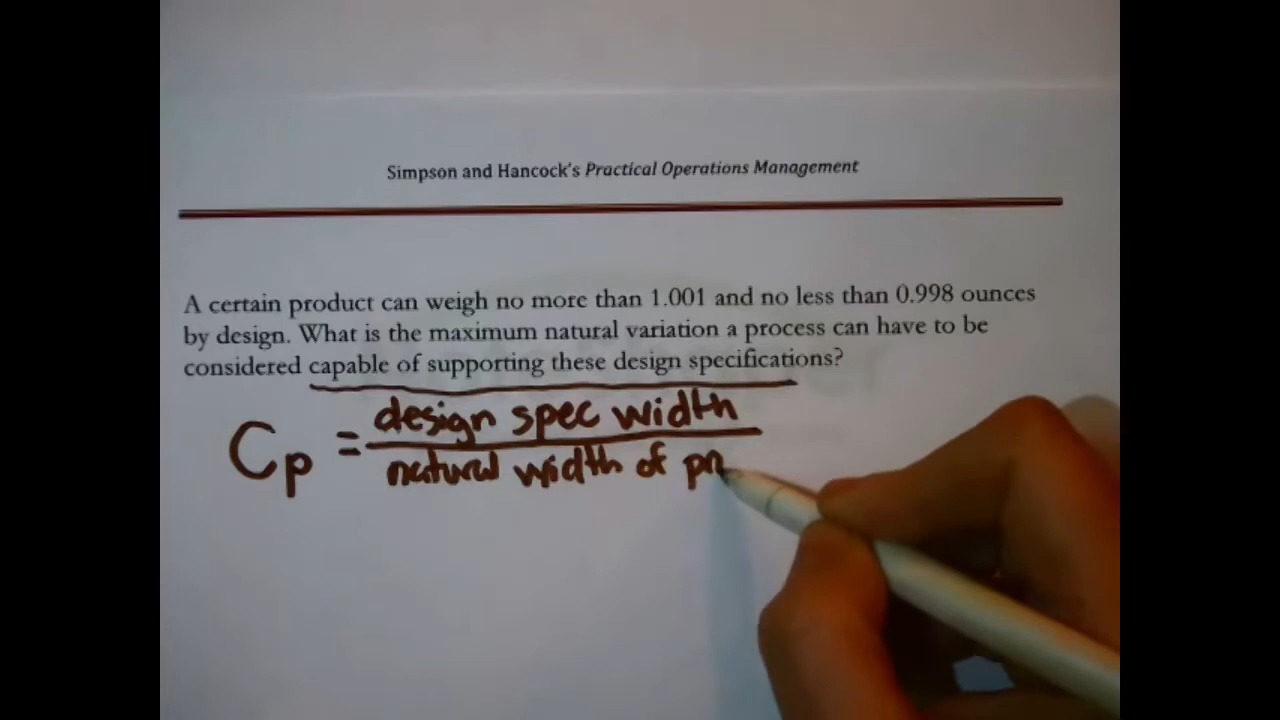 Simpson and Hancock's Practical Operations Management
A certain product can weigh no more than 1.001 and no less than 0.998 ounces
by design. What is the maximum natural variation a process can have to be
considered capable of supporting these design specifications?
Cp = design spec width
natural width of pr